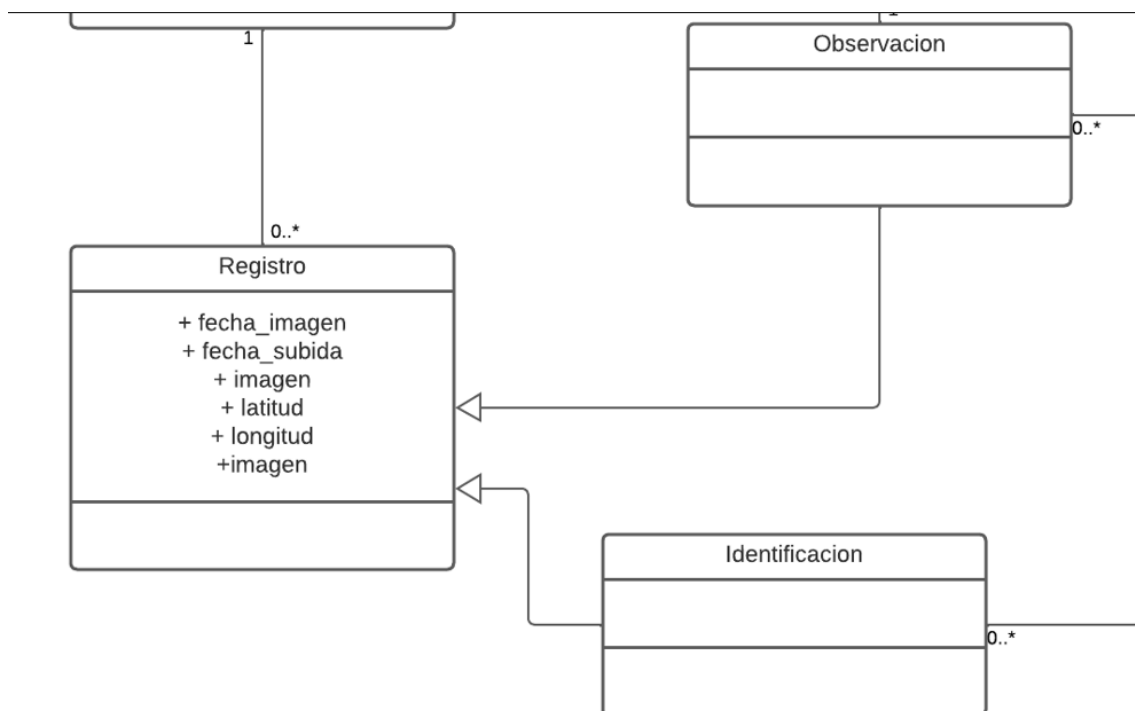 1
1
Observacion
0..*
0..*
Registro
+ fecha_imagen
+ fecha_subida
+ imagen
+ latitud
+ longitud
+imagen
Identificacion
0..*